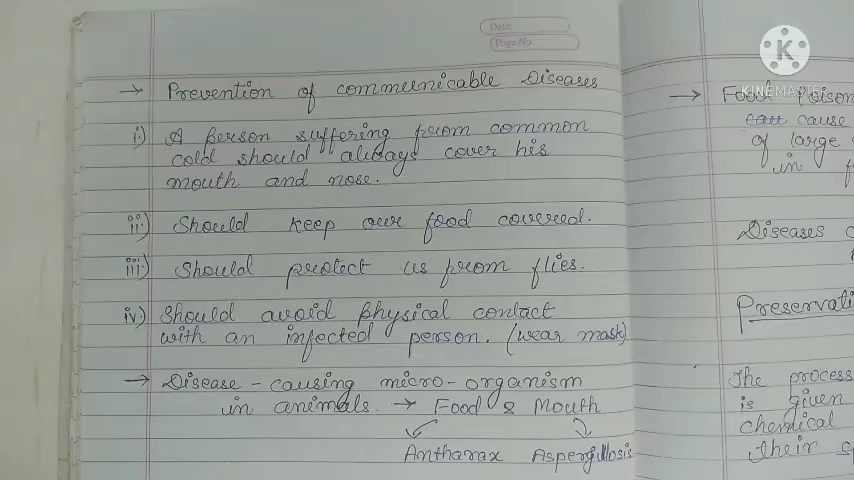 Date:
Page No.
K
KINEMASTER
→ Prevention of communicable Diseases
i) A person suffering from common
cold should always cover his
mouth and nose.
ii) Should keep our food covered.
iii) Should protect us from flies.
iv) Should avoid physical contact
with an infected person. (wear mask)
→ Disease-causing micro-organism
in animals. → Food & Mouth
Antharax Aspergillosis
→ Food Poison
cause
of large
in
Diseases
Preservati
The process
is given
chemical
their